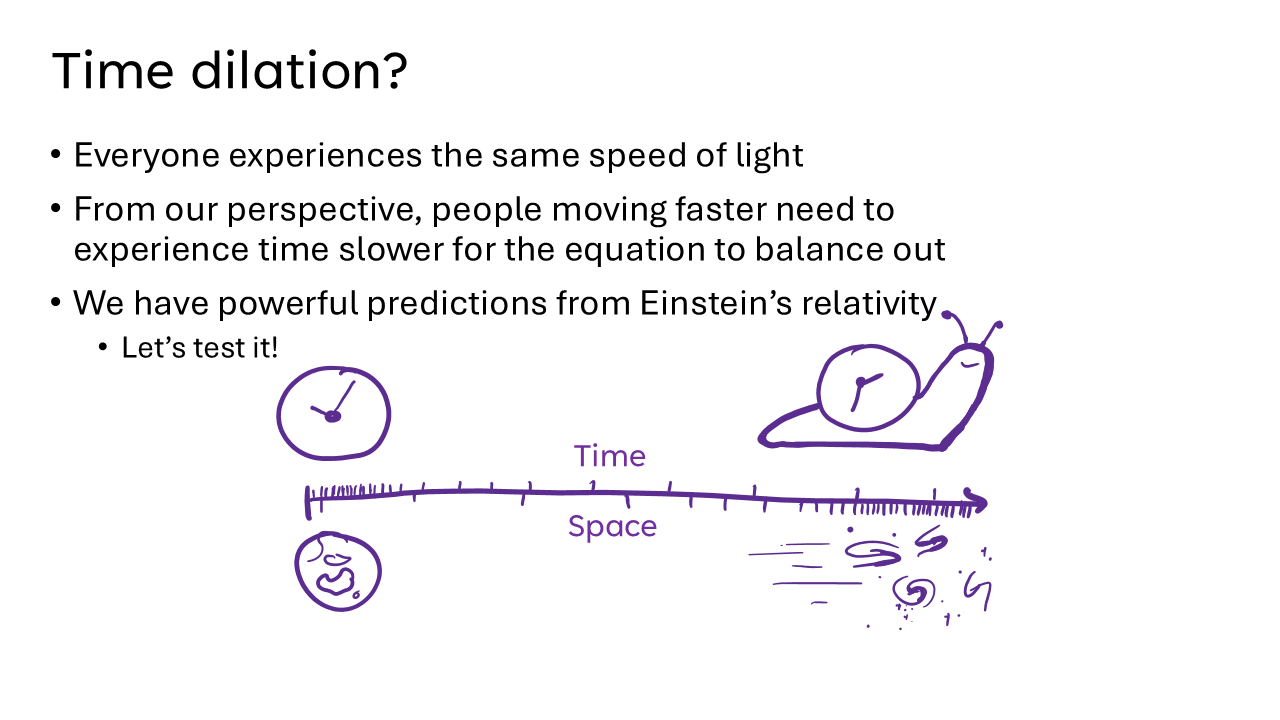 Time dilation?
• Everyone experiences the same speed of light
• From our perspective, people moving faster need to
experience time slower for the equation to balance out
• We have powerful predictions from Einstein’s relativity
• Let’s test it!
Time
Space